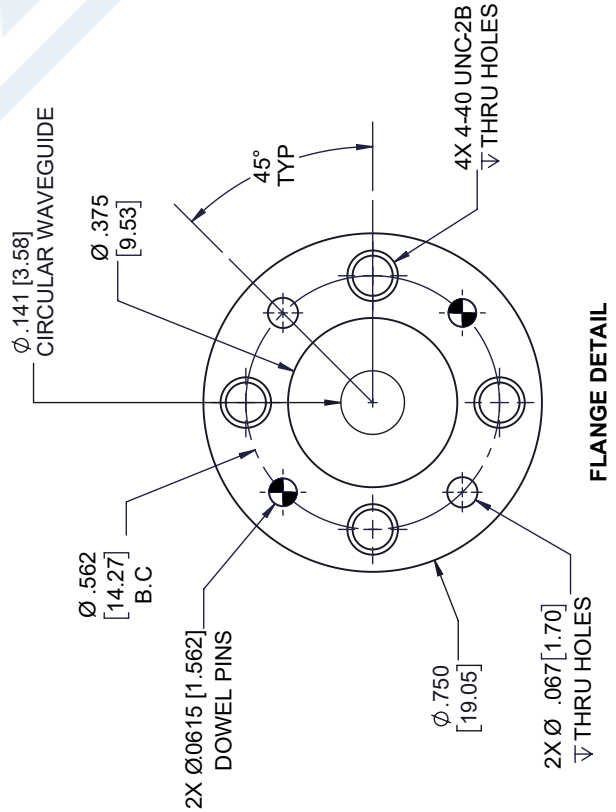 Ø.141 [3.58]
CIRCULAR WAVEGUIDE
Ø .375
[9.53]
45°
TYP
4X 4-40 UNC-2B
↧ THRU HOLES
Ø .562
[14.27]
B.C
2X Ø.0615 [1.562]
DOWEL PINS
Ø.750
[19.05]
2X Ø .067[1.70]
↧ THRU HOLES
FLANGE DETAIL